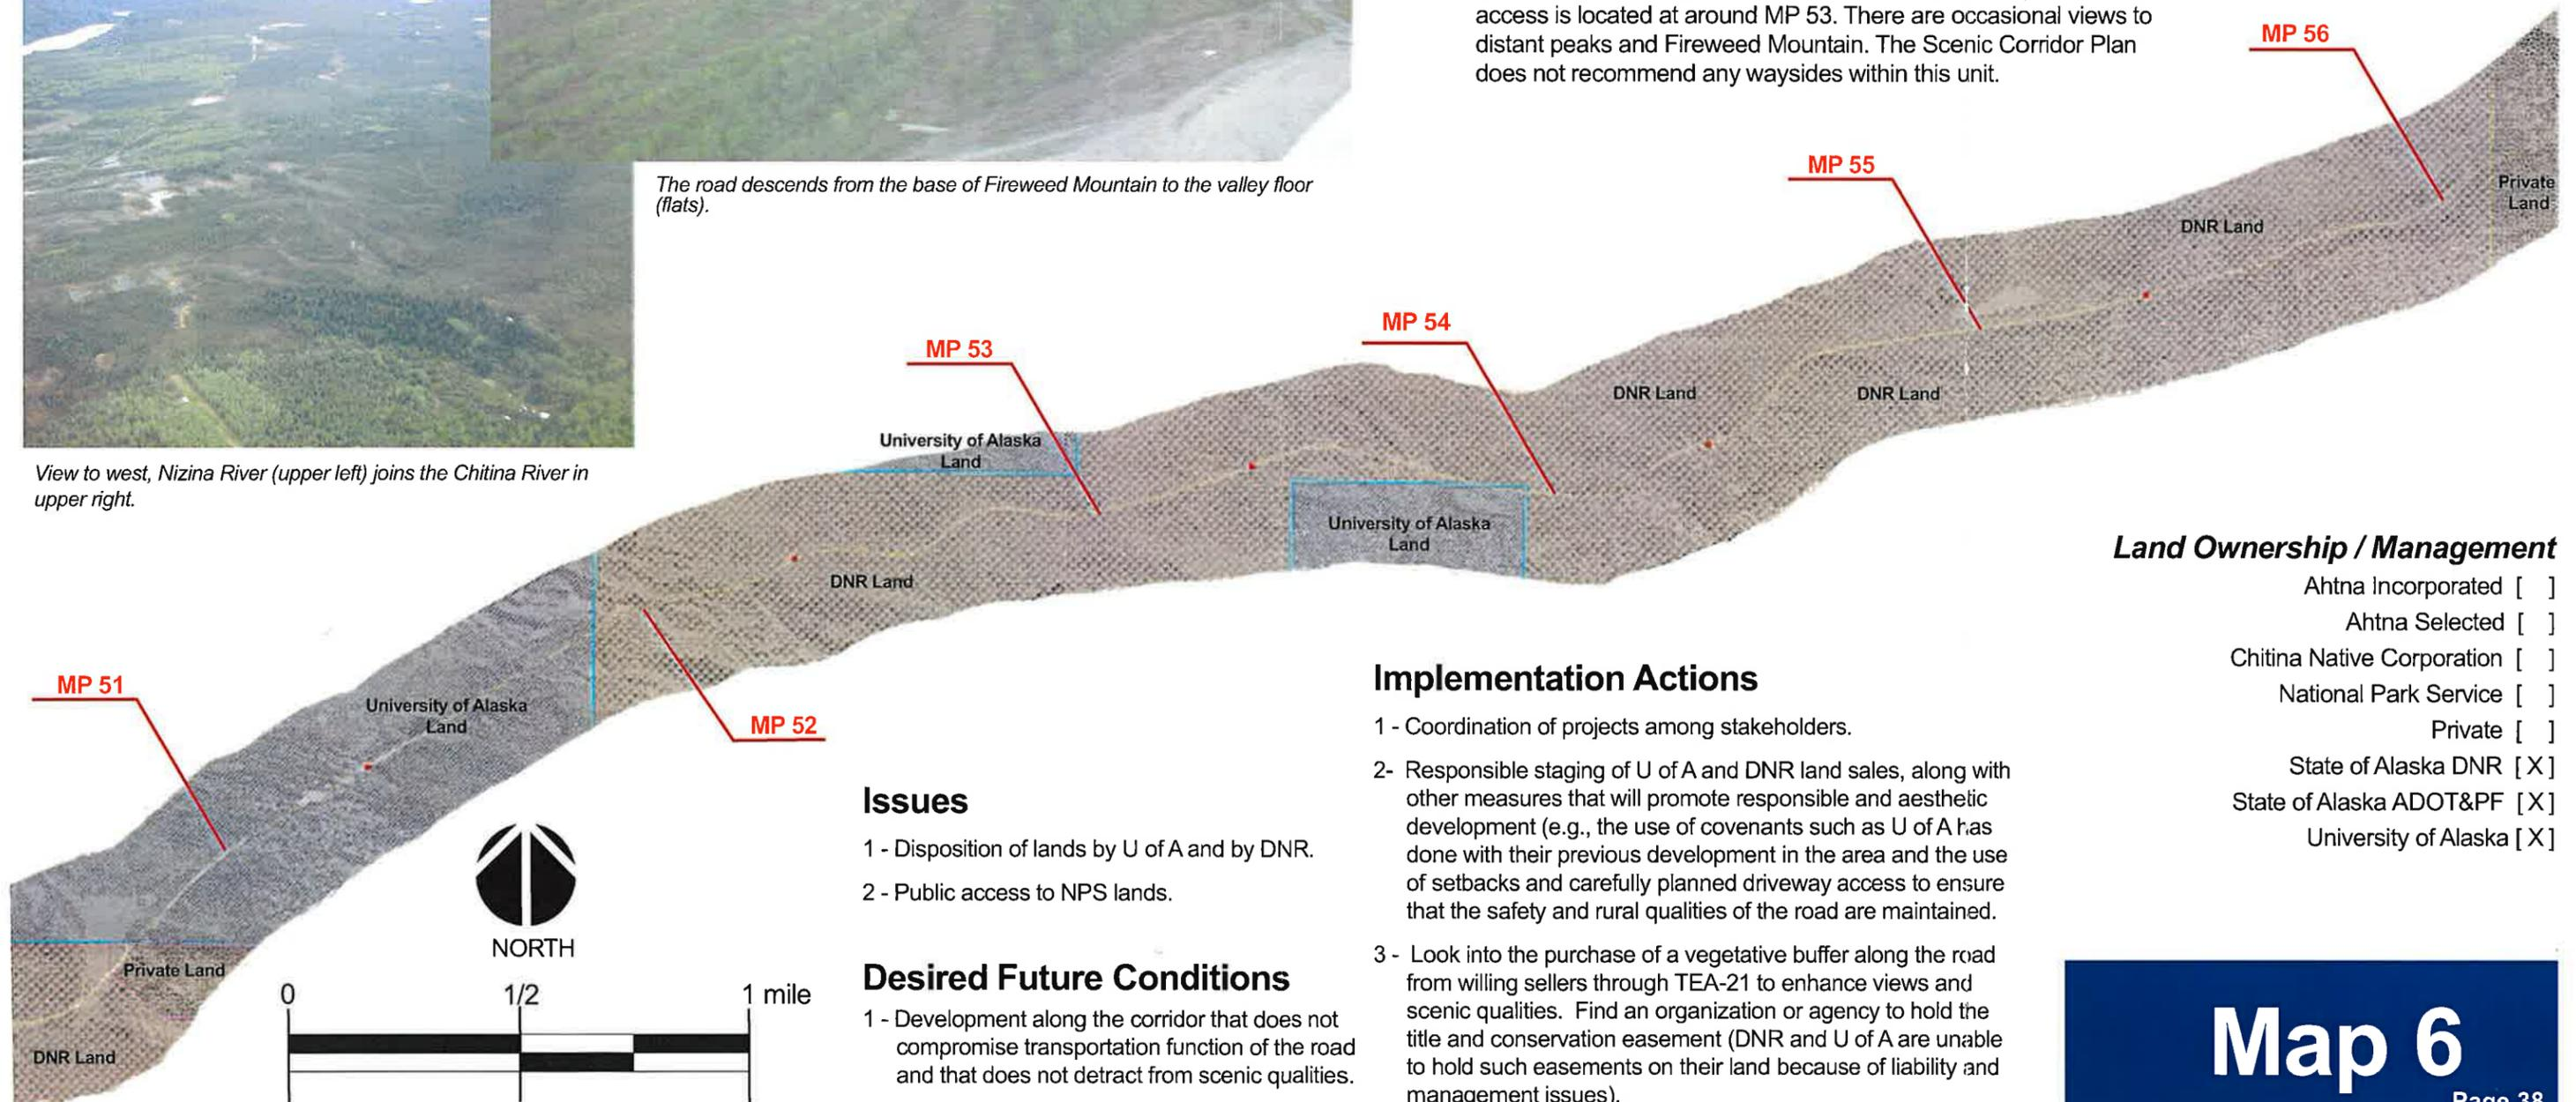 access is located at around MP 53. There are occasional views to
distant peaks and Fireweed Mountain. The Scenic Corridor Plan
does not recommend any waysides within this unit.
MP 56
MP 55
Private
Land
DNR Land
The road descends from the base of Fireweed Mountain to the valley floor
(flats).
MP 54
MP 53
DNR Land
DNR Land
University of Alaska
Land
View to west, Nizina River (upper left) joins the Chitina River in
upper right.
University of Alaska
Land
DNR Land
MP 51
University of Alaska
Land
MP 52
Private Land
DNR Land
NORTH
0 1/2 1 mile
Issues
1 - Disposition of lands by U of A and by DNR.
2 - Public access to NPS lands.
Desired Future Conditions
1 - Development along the corridor that does not
compromise transportation function of the road
and that does not detract from scenic qualities.
Implementation Actions
1 - Coordination of projects among stakeholders.
2- Responsible staging of U of A and DNR land sales, along with
other measures that will promote responsible and aesthetic
development (e.g., the use of covenants such as U of A has
done with their previous development in the area and the use
of setbacks and carefully planned driveway access to ensure
that the safety and rural qualities of the road are maintained.
3 - Look into the purchase of a vegetative buffer along the road
from willing sellers through TEA-21 to enhance views and
scenic qualities. Find an organization or agency to hold the
title and conservation easement (DNR and U of A are unable
to hold such easements on their land because of liability and
management issues).
Land Ownership / Management
Ahtna Incorporated [ ]
Ahtna Selected [ ]
Chitina Native Corporation [ ]
National Park Service [ ]
Private [ ]
State of Alaska DNR [ X ]
State of Alaska ADOT&PF [ X ]
University of Alaska [ X ]
Map 6
Page 38